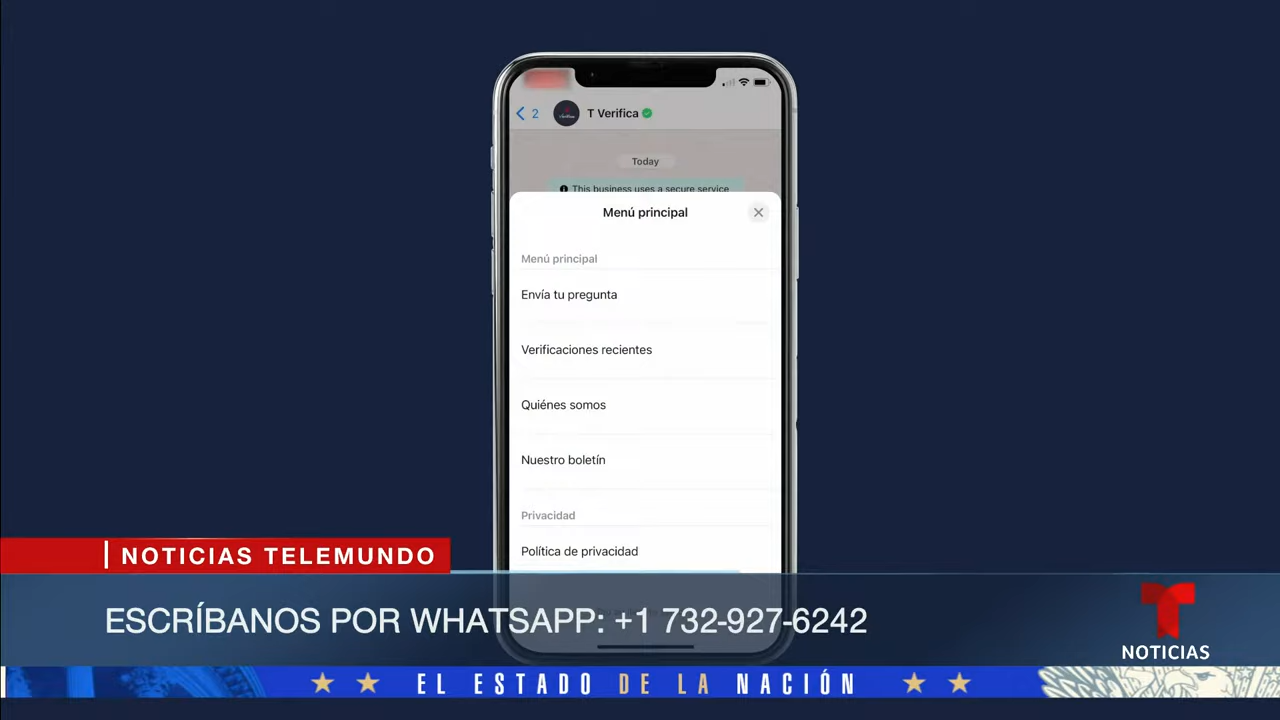 2 T Verifica
Today
This business uses a secure service
Menú principal
Menú principal
Envía tu pregunta
Verificaciones recientes
Quiénes somos
Nuestro boletín
Privacidad
Política de privacidad
NOTICIAS TELEMUNDO
ESCRÍBANOS POR WHATSAPP: +1 732-927-6242
NOTICIAS
EL ESTADO DE LA NACIÓN